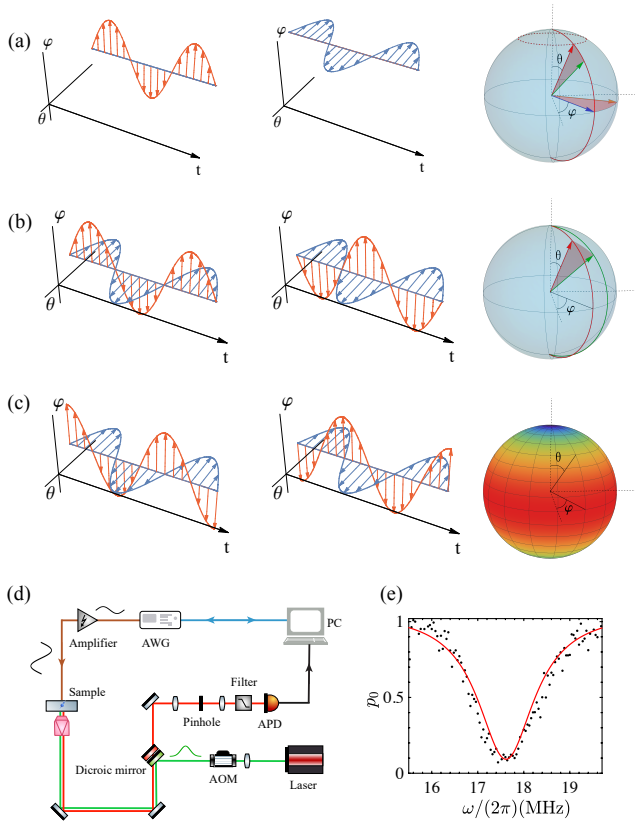 (a)
φ
θ
t
φ
θ
t
θ
φ
(b)
φ
θ
t
φ
θ
t
θ
φ
(c)
φ
θ
t
φ
θ
t
θ
φ
(d)
Amplifier
AWG
PC
Sample
Filter
Pinhole
APD
Dicroic mirror
AOM
Laser
(e)
1
0.5
0
p₀
16 17 18 19
ω/(2π)(MHz)